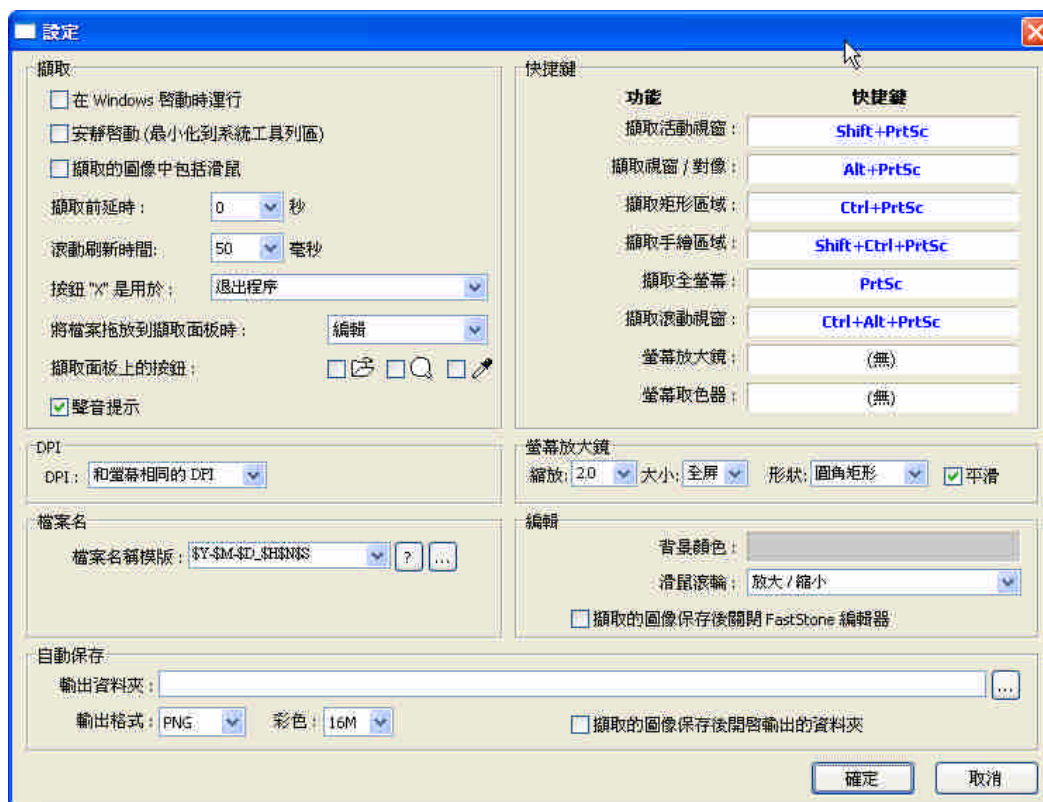 設定
擷取
在 Windows 啓動時運行
安靜啓動 (最小化到系統工具列區)
擷取的圖像中包括滑鼠
擷取前延時： 0 秒
滾動刷新時間: 50 毫秒
按鈕 "X" 是用於： 退出程序
將檔案拖放到擷取面板時： 編輯
擷取面板上的按鈕：
聲音提示
快捷鍵
功能 快捷鍵
擷取活動視窗： Shift+PrtSc
擷取視窗 / 對像： Alt+PrtSc
擷取矩形區域： Ctrl+PrtSc
擷取手繪區域： Shift+Ctrl+PrtSc
擷取全螢幕： PrtSc
擷取滾動視窗： Ctrl+Alt+PrtSc
螢幕放大鏡： (無)
螢幕取色器： (無)
DPI
DPI： 和螢幕相同的 DPI
螢幕放大鏡
縮放: 2.0 大小: 全屏 形狀: 圓角矩形 平滑
檔案名
檔案名稱模版： $Y-$M-$D_$H$N$S ? ...
編輯
背景顏色：
滑鼠滾輪： 放大 / 縮小
擷取的圖像保存後關閉 FastStone 編輯器
自動保存
輸出資料夾： ...
輸出格式： PNG 彩色： 16M 擷取的圖像保存後開啓輸出的資料夾
確定 取消